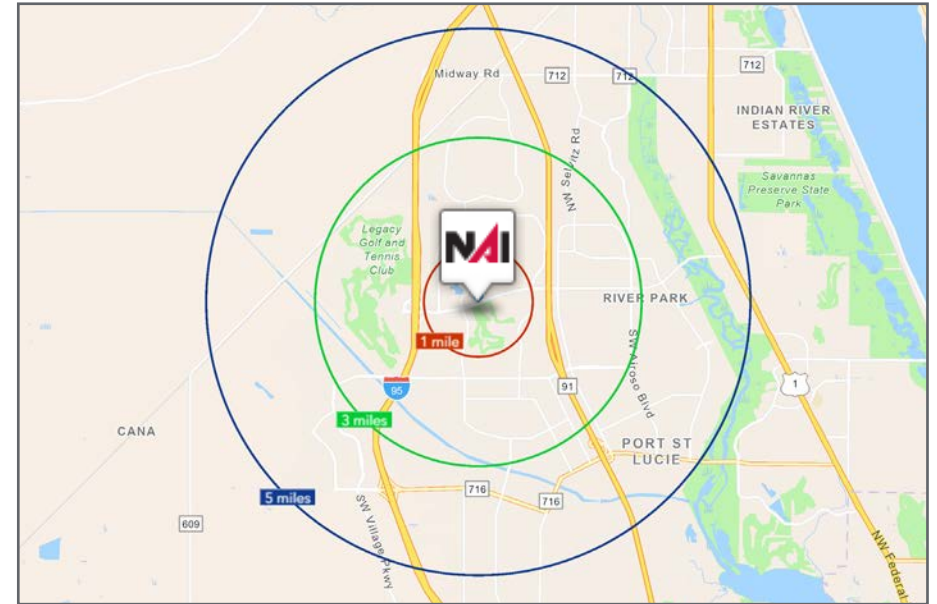 Midway Rd
712
712
712
INDIAN RIVER
ESTATES
NW Selvitz Rd
Savannas
Preserve State
Park
Legacy
Golf and
Tennis
Club
NAI
RIVER PARK
1 mile
SW Airoso Blvd
95
91
1
3 miles
CANA
PORT ST
LUCIE
716
716
5 miles
609
SW Village Pkwy
NW Federal